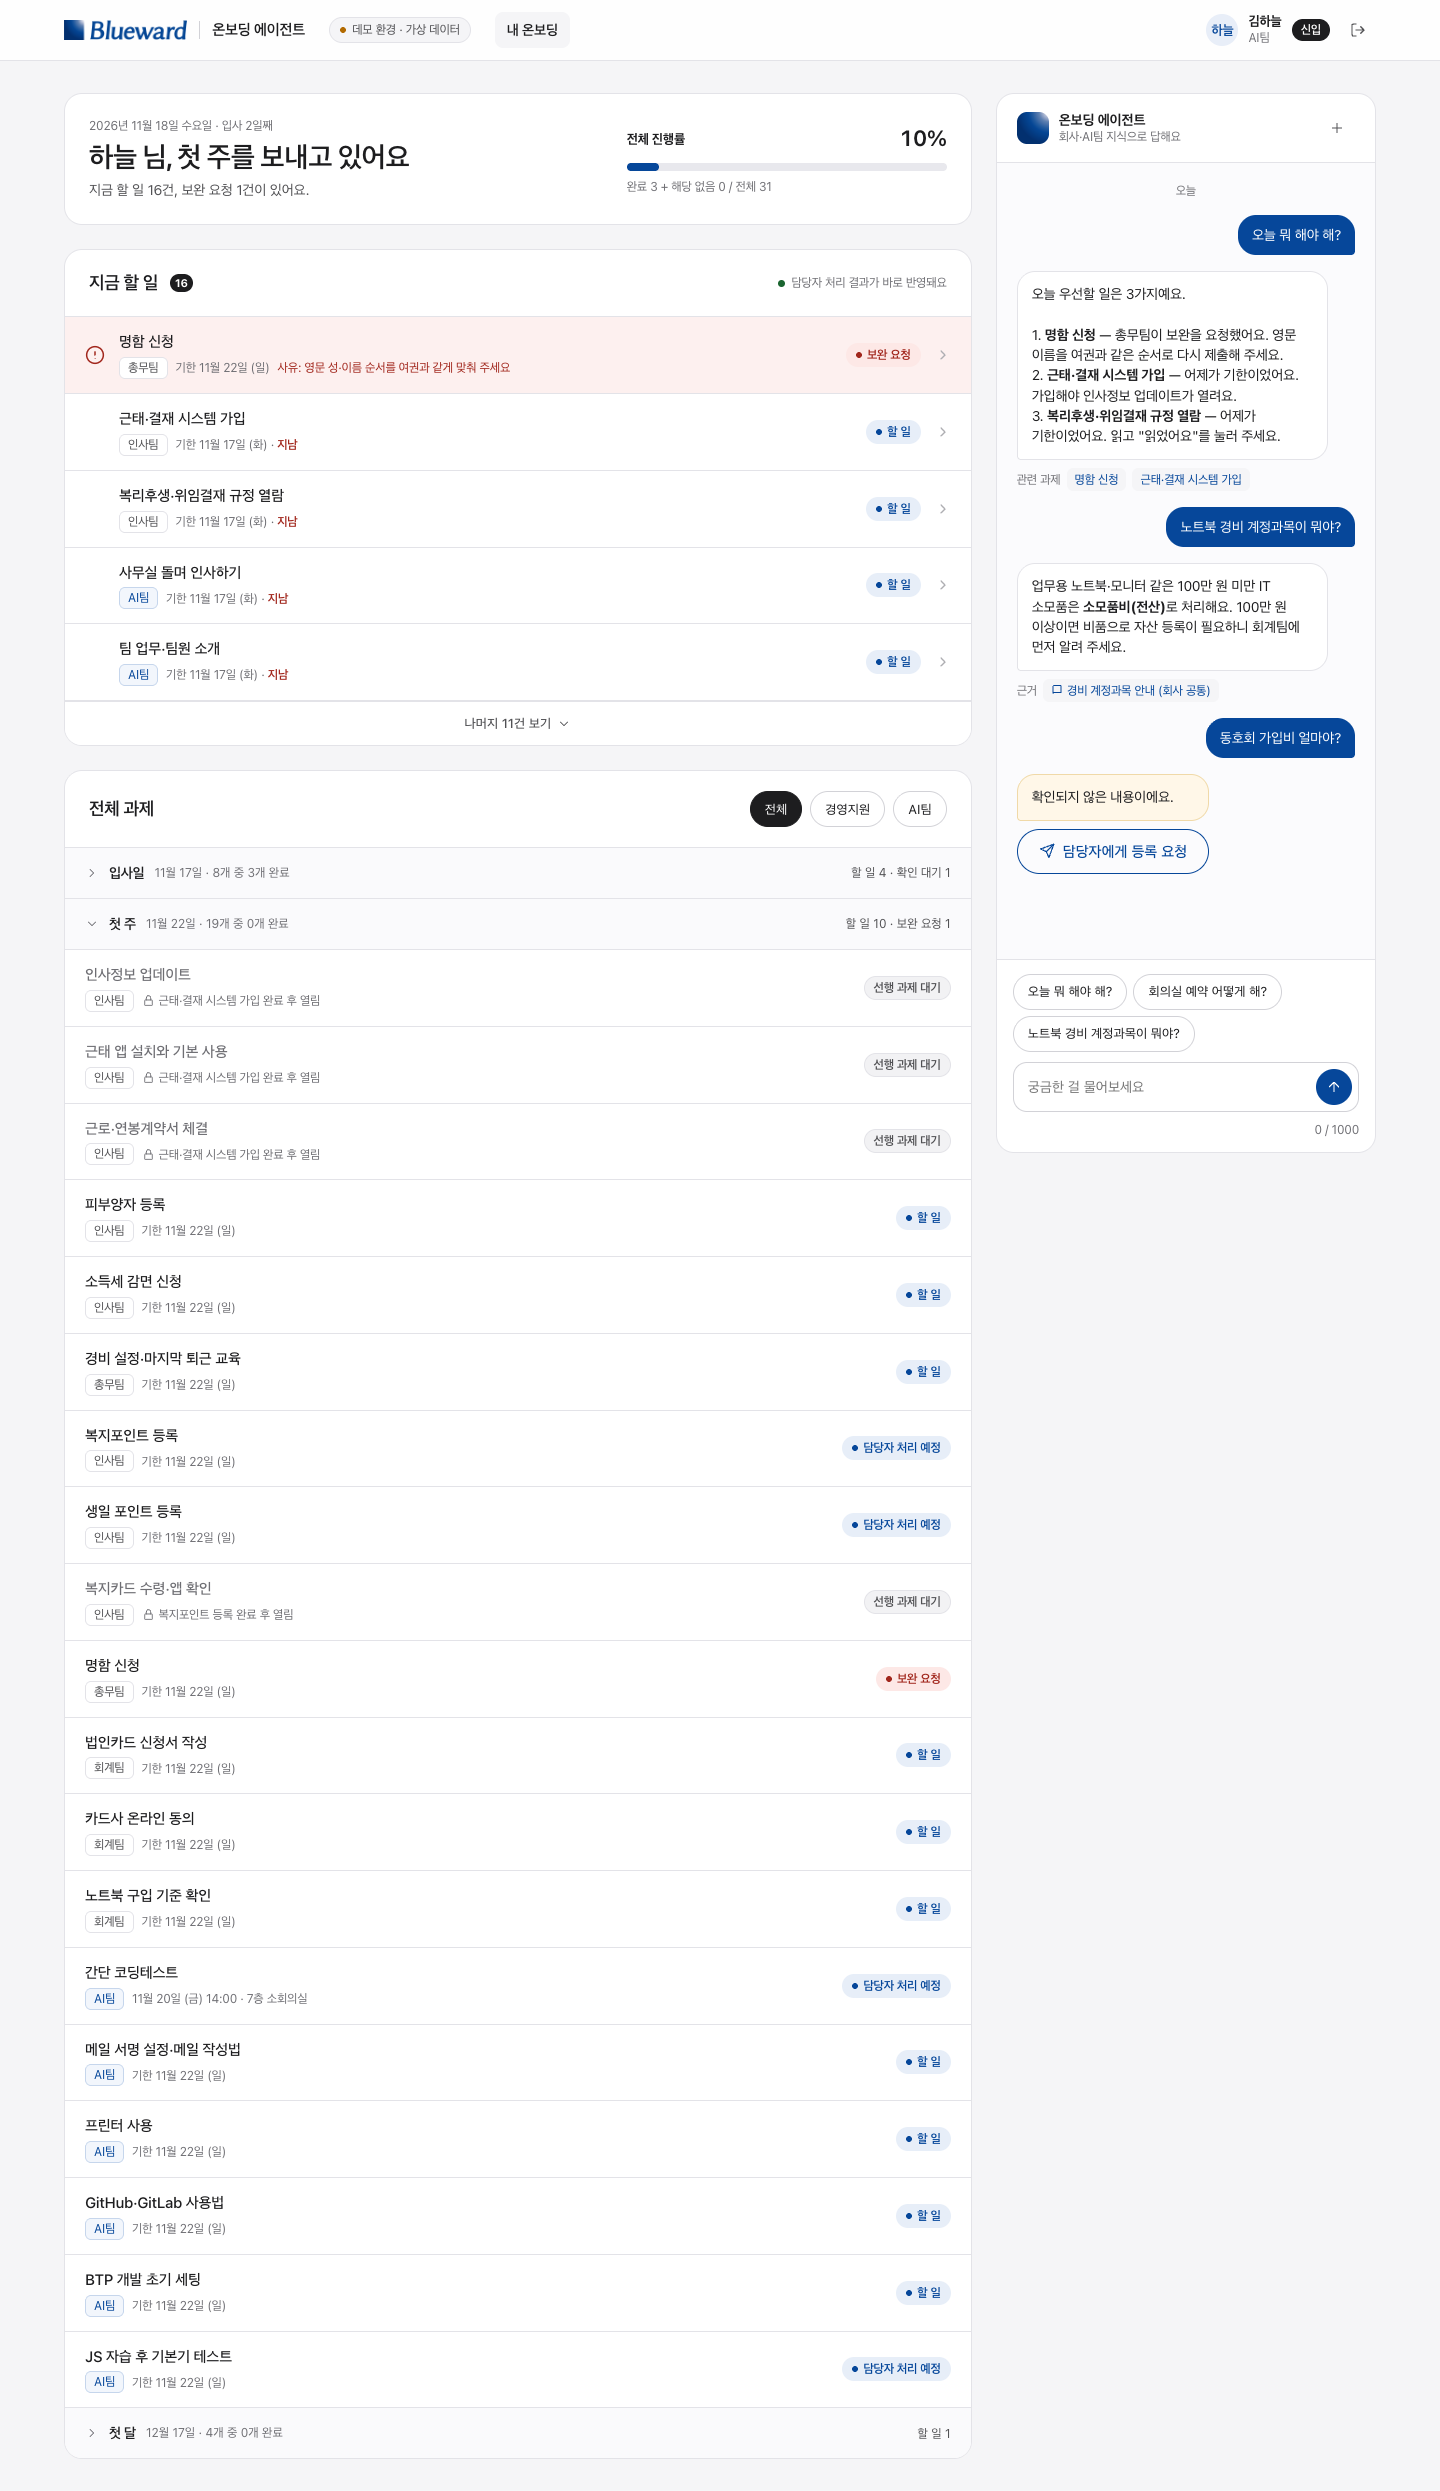 Blueward
온보딩 에이전트
데모 환경 · 가상 데이터
내 온보딩
하늘
김하늘
AI팀
신입
2026년 11월 18일 수요일 · 입사 2일째
하늘 님, 첫 주를 보내고 있어요
지금 할 일 16건, 보완 요청 1건이 있어요.
전체 진행률
10%
완료 3 + 해당 없음 0 / 전체 31
지금 할 일
16
담당자 처리 결과가 바로 반영돼요
명함 신청
총무팀 기한 11월 22일 (일) 사유: 영문 성·이름 순서를 여권과 같게 맞춰 주세요
보완 요청
근태·결재 시스템 가입
인사팀 기한 11월 17일 (화) · 지남
할 일
복리후생·위임결재 규정 열람
인사팀 기한 11월 17일 (화) · 지남
할 일
사무실 돌며 인사하기
AI팀 기한 11월 17일 (화) · 지남
할 일
팀 업무·팀원 소개
AI팀 기한 11월 17일 (화) · 지남
할 일
나머지 11건 보기
전체 과제
전체
경영지원
AI팀
입사일 11월 17일 · 8개 중 3개 완료
할 일 4 · 확인 대기 1
첫 주 11월 22일 · 19개 중 0개 완료
할 일 10 · 보완 요청 1
인사정보 업데이트
인사팀 근태·결재 시스템 가입 완료 후 열림
선행 과제 대기
근태 앱 설치와 기본 사용
인사팀 근태·결재 시스템 가입 완료 후 열림
선행 과제 대기
근로·연봉계약서 체결
인사팀 근태·결재 시스템 가입 완료 후 열림
선행 과제 대기
피부양자 등록
인사팀 기한 11월 22일 (일)
할 일
소득세 감면 신청
인사팀 기한 11월 22일 (일)
할 일
경비 설정·마지막 퇴근 교육
총무팀 기한 11월 22일 (일)
할 일
복지포인트 등록
인사팀 기한 11월 22일 (일)
담당자 처리 예정
생일 포인트 등록
인사팀 기한 11월 22일 (일)
담당자 처리 예정
복지카드 수령·앱 확인
인사팀 복지포인트 등록 완료 후 열림
선행 과제 대기
명함 신청
총무팀 기한 11월 22일 (일)
보완 요청
법인카드 신청서 작성
회계팀 기한 11월 22일 (일)
할 일
카드사 온라인 동의
회계팀 기한 11월 22일 (일)
할 일
노트북 구입 기준 확인
회계팀 기한 11월 22일 (일)
할 일
간단 코딩테스트
AI팀 11월 20일 (금) 14:00 · 7층 소회의실
담당자 처리 예정
메일 서명 설정·메일 작성법
AI팀 기한 11월 22일 (일)
할 일
프린터 사용
AI팀 기한 11월 22일 (일)
할 일
GitHub·GitLab 사용법
AI팀 기한 11월 22일 (일)
할 일
BTP 개발 초기 세팅
AI팀 기한 11월 22일 (일)
할 일
JS 자습 후 기본기 테스트
AI팀 기한 11월 22일 (일)
담당자 처리 예정
첫 달 12월 17일 · 4개 중 0개 완료
할 일 1
온보딩 에이전트
회사·AI팀 지식으로 답해요
오늘
오늘 뭐 해야 해?
오늘 우선할 일은 3가지예요.
1. 명함 신청 — 총무팀이 보완을 요청했어요. 영문
이름을 여권과 같은 순서로 다시 제출해 주세요.
2. 근태·결재 시스템 가입 — 어제가 기한이었어요.
가입해야 인사정보 업데이트가 열려요.
3. 복리후생·위임결재 규정 열람 — 어제가
기한이었어요. 읽고 "읽었어요"를 눌러 주세요.
관련 과제 명함 신청 근태·결재 시스템 가입
노트북 경비 계정과목이 뭐야?
업무용 노트북·모니터 같은 100만 원 미만 IT
소모품은 소모품비(전산)로 처리해요. 100만 원
이상이면 비품으로 자산 등록이 필요하니 회계팀에
먼저 알려 주세요.
근거 경비 계정과목 안내 (회사 공통)
동호회 가입비 얼마야?
확인되지 않은 내용이에요.
담당자에게 등록 요청
오늘 뭐 해야 해?
회의실 예약 어떻게 해?
노트북 경비 계정과목이 뭐야?
궁금한 걸 물어보세요
0 / 1000